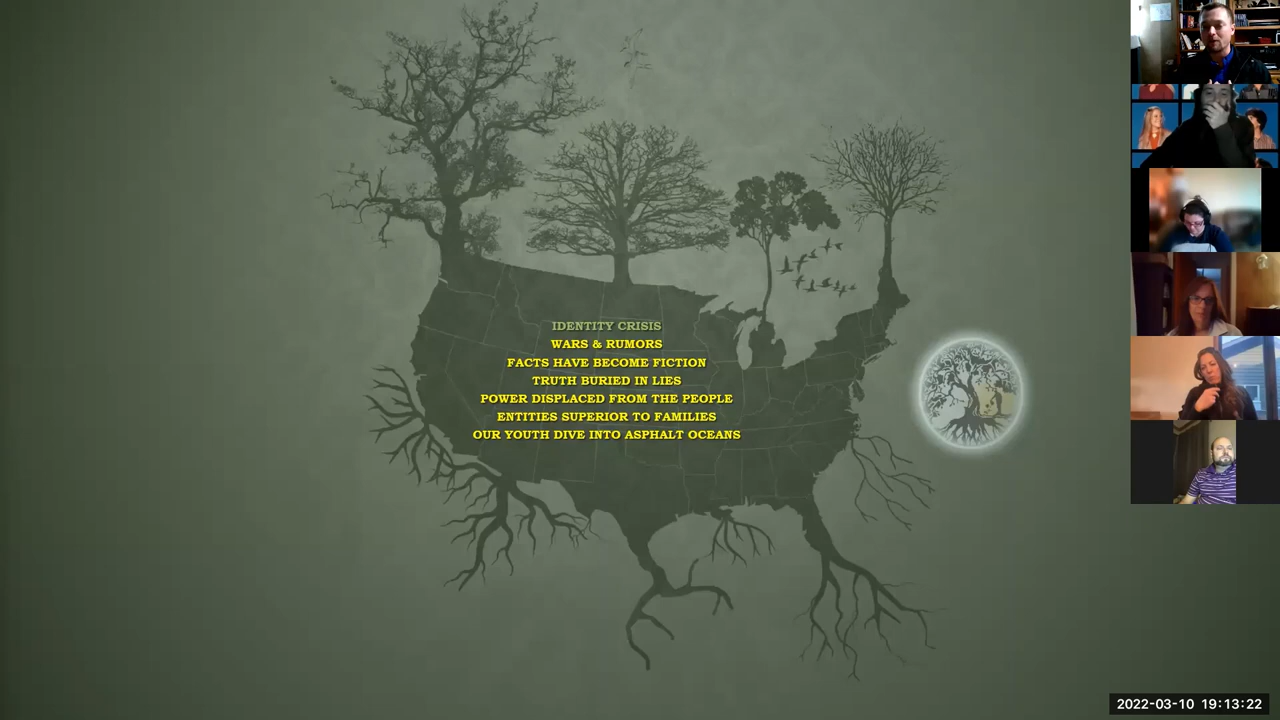 IDENTITY CRISIS
WARS & RUMORS
FACTS HAVE BECOME FICTION
TRUTH BURIED IN LIES
POWER DISPLACED FROM THE PEOPLE
ENTITIES SUPERIOR TO FAMILIES
OUR YOUTH DIVE INTO ASPHALT OCEANS
2022-03-10 19:13:22